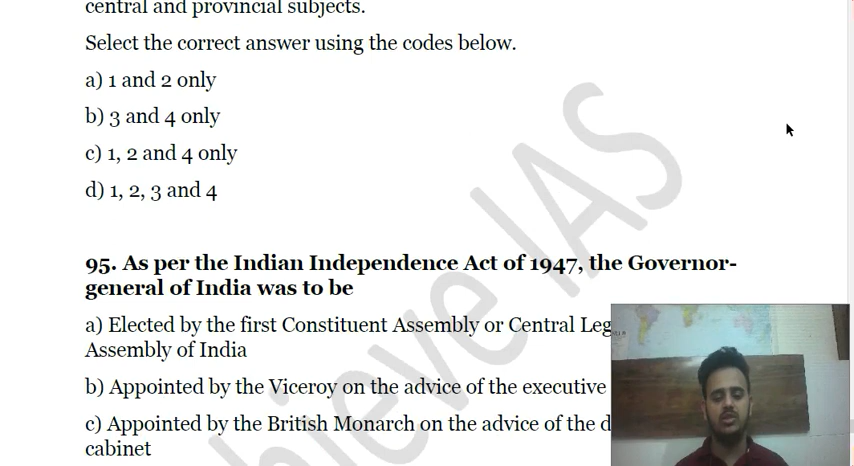 central and provincial subjects.
Select the correct answer using the codes below.
a) 1 and 2 only
b) 3 and 4 only
c) 1, 2 and 4 only
d) 1, 2, 3 and 4
95. As per the Indian Independence Act of 1947, the Governor-
general of India was to be
a) Elected by the first Constituent Assembly or Central Leg
Assembly of India
b) Appointed by the Viceroy on the advice of the executive
c) Appointed by the British Monarch on the advice of the d
cabinet
hieve IAS